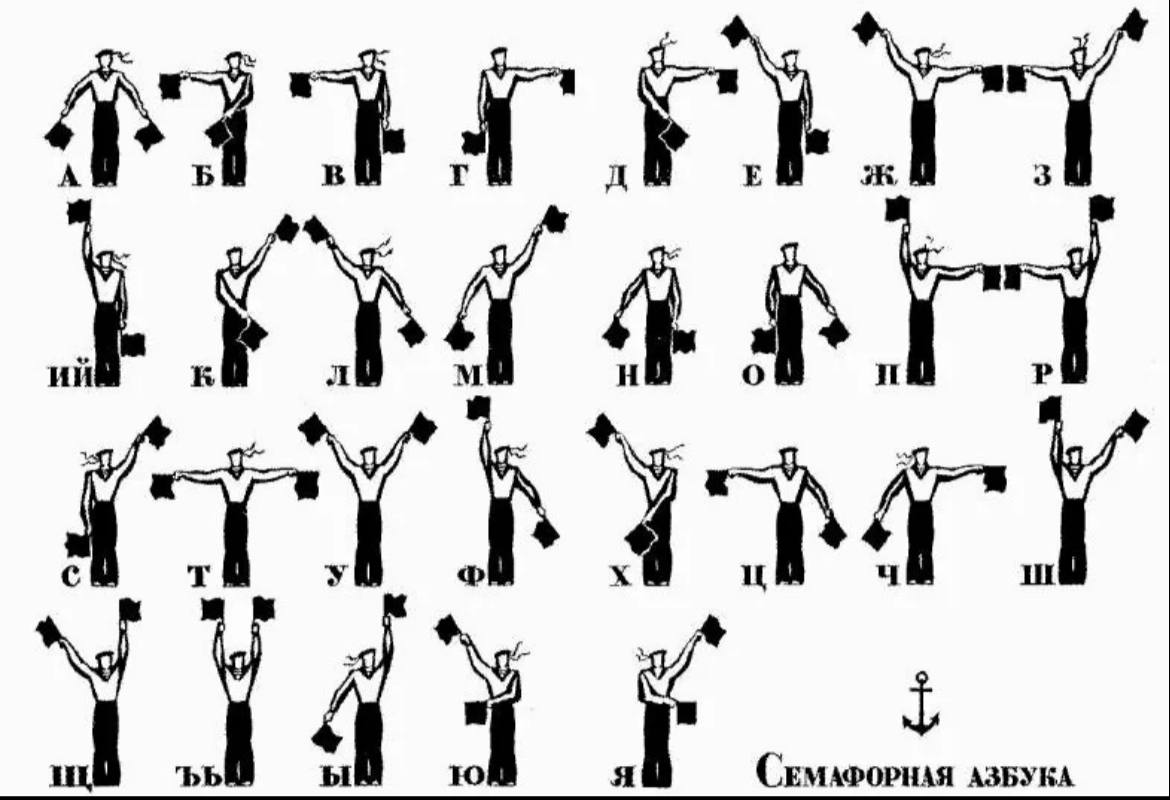 А Б В Г Д Е Ж З
ИЙ К Л М Н О П Р
С Т У Ф Х Ц Ч Ш
Щ ЪЬ Ы Ю Я СЕМАФОРНАЯ АЗБУКА